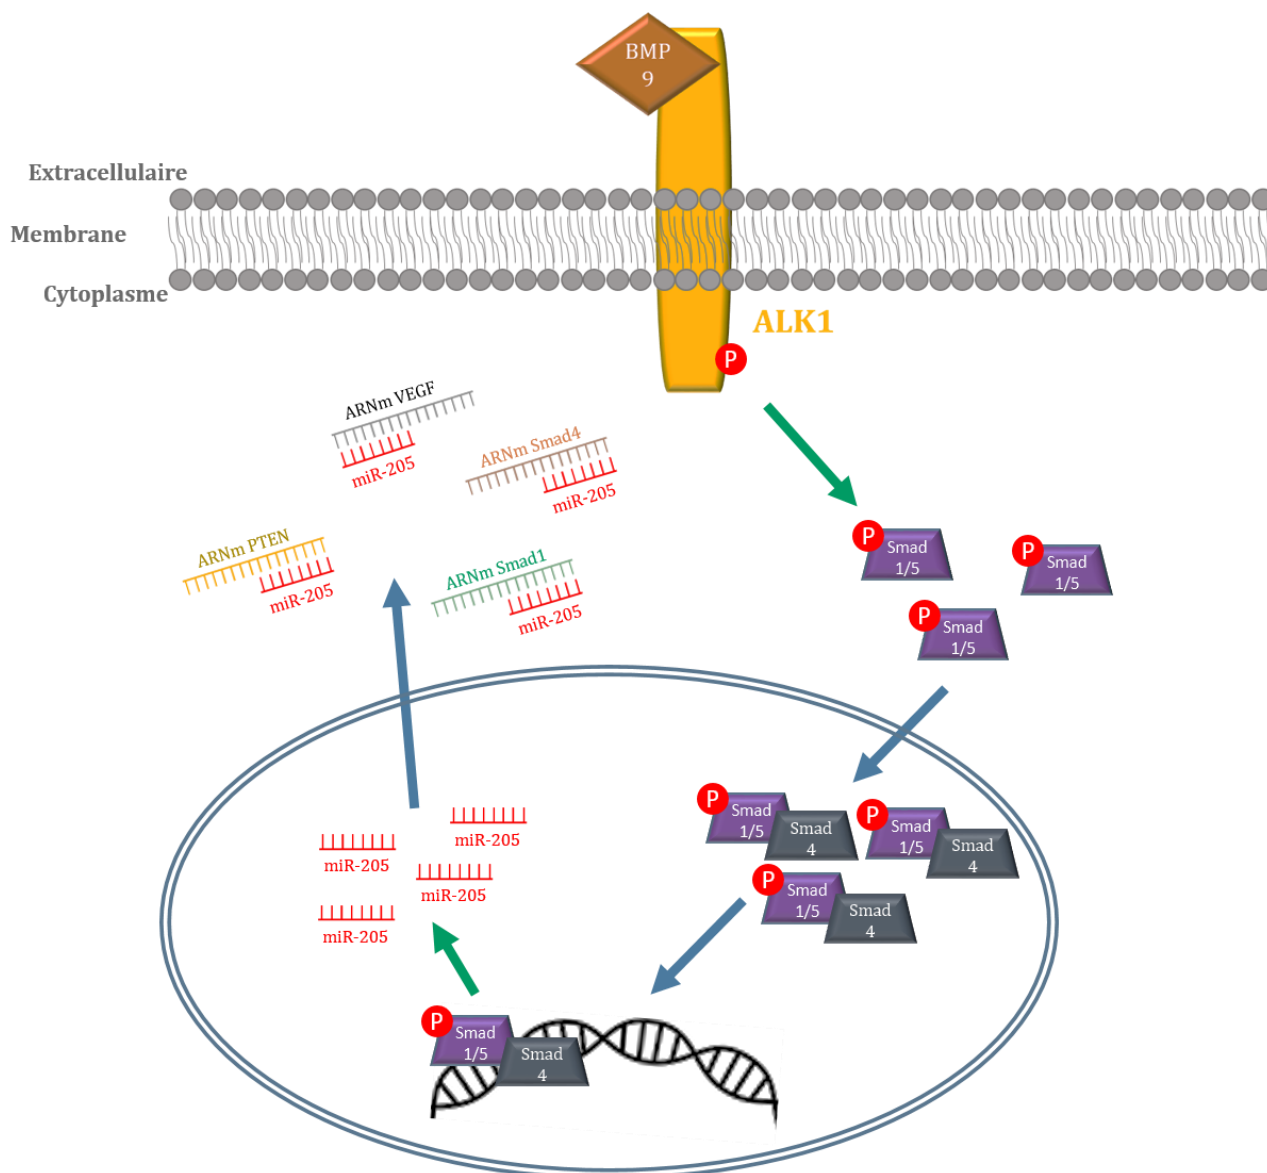 BMP
9
Extracellulaire
Membrane
Cytoplasme
ALK1
P
ARNm VEGF
miR-205
ARNm Smad4
miR-205
ARNm PTEN
miR-205
ARNm Smad1
miR-205
P
Smad
1/5
P
Smad
1/5
P
Smad
1/5
P
Smad
1/5
Smad
4
P
Smad
1/5
Smad
4
P
Smad
1/5
Smad
4
miR-205
miR-205
miR-205
miR-205
P
Smad
1/5
Smad
4